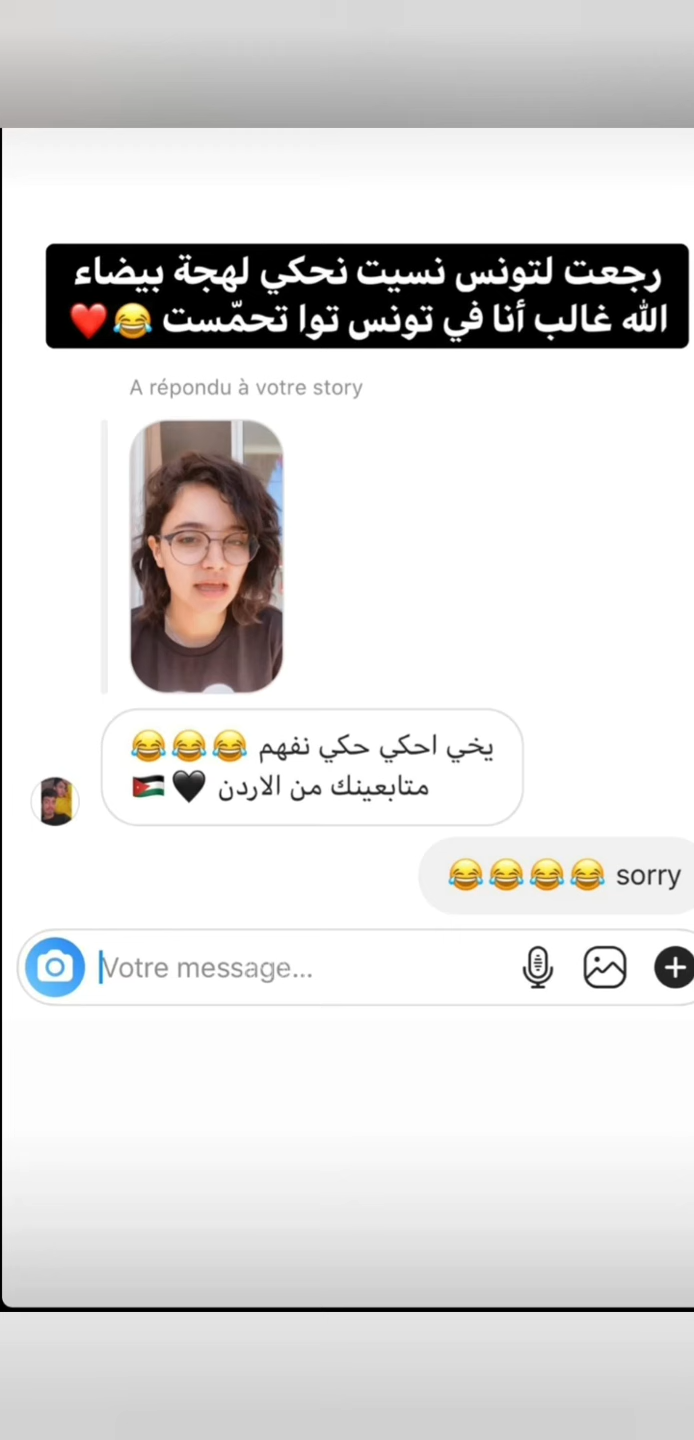 رجعت لتونس نسيت نحكي لهجة بيضاء
الله غالب أنا في تونس توا تحمّست 😂❤️
A répondu à votre story
يخي احكي حكي نفهم 😂😂😂
متابعينك من الاردن 🖤🇯🇴
😂😂😂😂 sorry
Votre message...